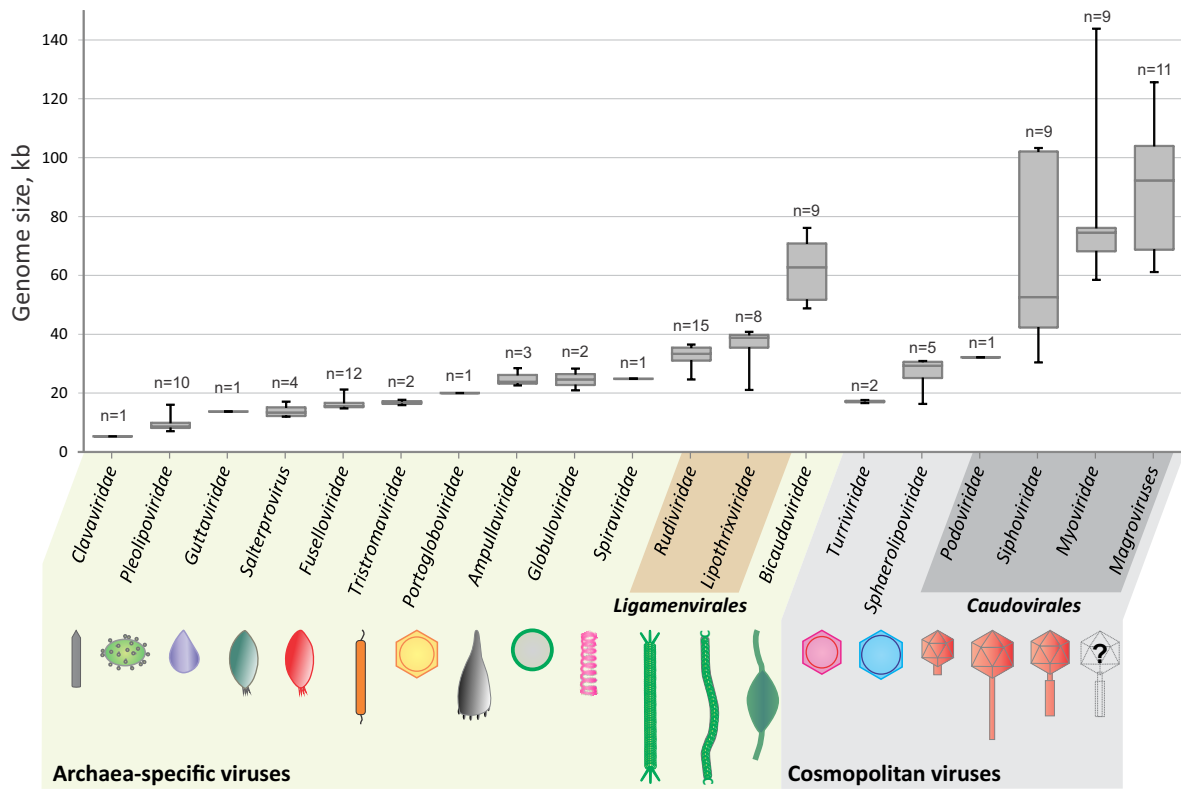 140
120
100
80
60
40
20
0
Genome size, kb
n=1
n=10
n=1
n=4
n=12
n=2
n=1
n=3
n=2
n=1
n=15
n=8
n=9
n=2
n=5
n=1
n=9
n=9
n=11
Clavaviridae
Pleolipoviridae
Guttaviridae
Salterprovirus
Fuselloviridae
Tristromaviridae
Portogloboviridae
Ampullaviridae
Globuloviridae
Spiraviridae
Rudiviridae
Lipothrixviridae
Bicaudaviridae
Turriviridae
Sphaerolipoviridae
Podoviridae
Siphoviridae
Myoviridae
Magroviruses
Ligamenvirales
Caudovirales
?
Archaea-specific viruses
Cosmopolitan viruses